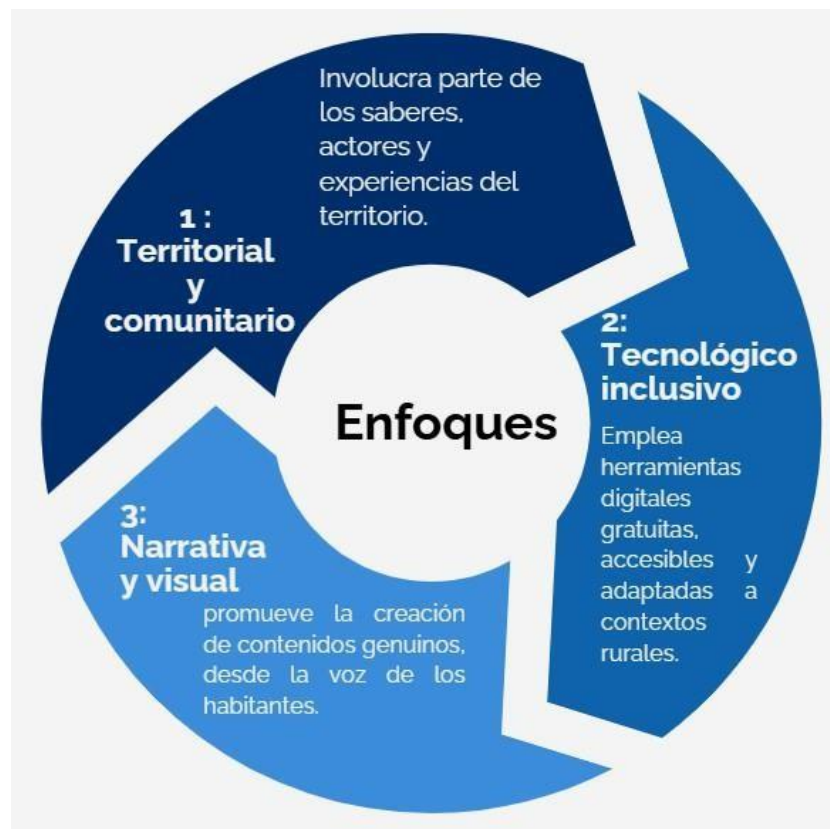 Involucra parte de
los saberes,
actores y
experiencias del
territorio.
1 :
Territorial
y
comunitario
Enfoques
2:
Tecnológico
inclusivo
Emplea
herramientas
digitales
gratuitas,
accesibles y
adaptadas a
contextos
rurales.
3:
Narrativa
y visual
promueve la creación
de contenidos genuinos,
desde la voz de los
habitantes.